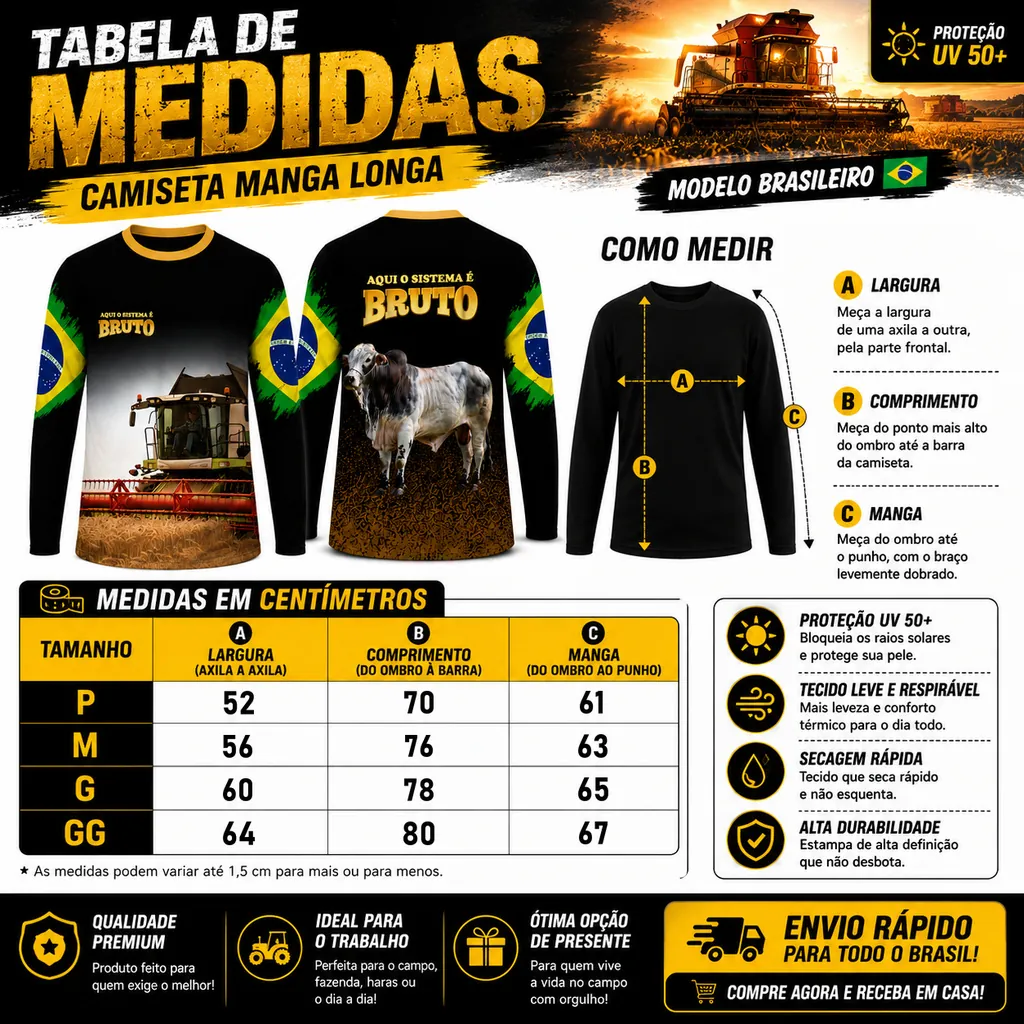 TABELA DE
MEDIDAS
CAMISETA MANGA LONGA
PROTEÇÃO
UV 50+
MODELO BRASILEIRO
AQUI O SISTEMA É
BRUTO
AQUI O SISTEMA É
BRUTO
COMO MEDIR
A
B
C
A LARGURA
Meça a largura
de uma axila a outra,
pela parte frontal.
B COMPRIMENTO
Meça do ponto mais alto
do ombro até a barra
da camiseta.
C MANGA
Meça do ombro até
o punho, com o braço
levemente dobrado.
MEDIDAS EM CENTÍMETROS
TAMANHO
A
LARGURA
(AXILA A AXILA)
B
COMPRIMENTO
(DO OMBRO À BARRA)
C
MANGA
(DO OMBRO AO PUNHO)
P 52 70 61
M 56 76 63
G 60 78 65
GG 64 80 67
★ As medidas podem variar até 1,5 cm para mais ou para menos.
PROTEÇÃO UV 50+
Bloqueia os raios solares
e protege sua pele.
TECIDO LEVE E RESPIRÁVEL
Mais leveza e conforto
térmico para o dia todo.
SECAGEM RÁPIDA
Tecido que seca rápido
e não esquenta.
ALTA DURABILIDADE
Estampa de alta definição
que não desbota.
QUALIDADE
PREMIUM
Produto feito para
quem exige o melhor!
IDEAL PARA
O TRABALHO
Perfeita para o campo,
fazenda, haras ou
o dia a dia!
ÓTIMA OPÇÃO
DE PRESENTE
Para quem vive
a vida no campo
com orgulho!
ENVIO RÁPIDO
PARA TODO O BRASIL!
COMPRE AGORA E RECEBA EM CASA!